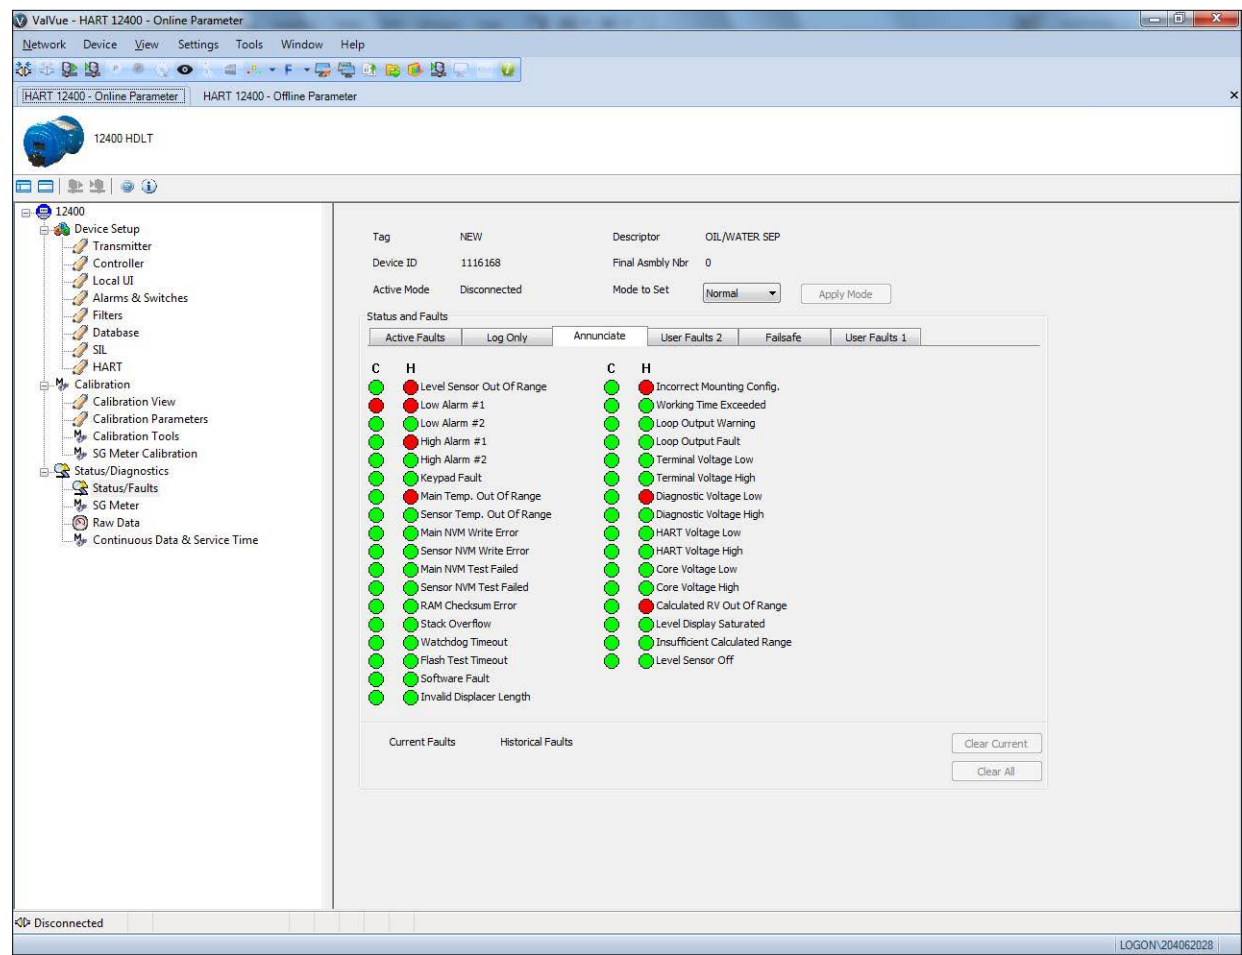 ValVue - HART 12400 - Online Parameter
Network Device View Settings Tools Window Help
F
HART 12400 - Online Parameter HART 12400 - Offline Parameter
12400 HDLT
12400
Device Setup
Transmitter
Controller
Local UI
Alarms & Switches
Filters
Database
SIL
HART
Calibration
Calibration View
Calibration Parameters
Calibration Tools
SG Meter Calibration
Status/Diagnostics
Status/Faults
SG Meter
Raw Data
Continuous Data & Service Time
Tag NEW Descriptor OIL/WATER SEP
Device ID 1116168 Final Asmbly Nbr 0
Active Mode Disconnected Mode to Set Normal Apply Mode
Status and Faults
Active Faults Log Only Annunciate User Faults 2 Failsafe User Faults 1
C H
Level Sensor Out Of Range
Low Alarm #1
Low Alarm #2
High Alarm #1
High Alarm #2
Keypad Fault
Main Temp. Out Of Range
Sensor Temp. Out Of Range
Main NVM Write Error
Sensor NVM Write Error
Main NVM Test Failed
Sensor NVM Test Failed
RAM Checksum Error
Stack Overflow
Watchdog Timeout
Flash Test Timeout
Software Fault
Invalid Displacer Length
C H
Incorrect Mounting Config.
Working Time Exceeded
Loop Output Warning
Loop Output Fault
Terminal Voltage Low
Terminal Voltage High
Diagnostic Voltage Low
Diagnostic Voltage High
HART Voltage Low
HART Voltage High
Core Voltage Low
Core Voltage High
Calculated RV Out Of Range
Level Display Saturated
Insufficient Calculated Range
Level Sensor Off
Current Faults Historical Faults
Clear Current
Clear All
Disconnected
LOGON\204062028